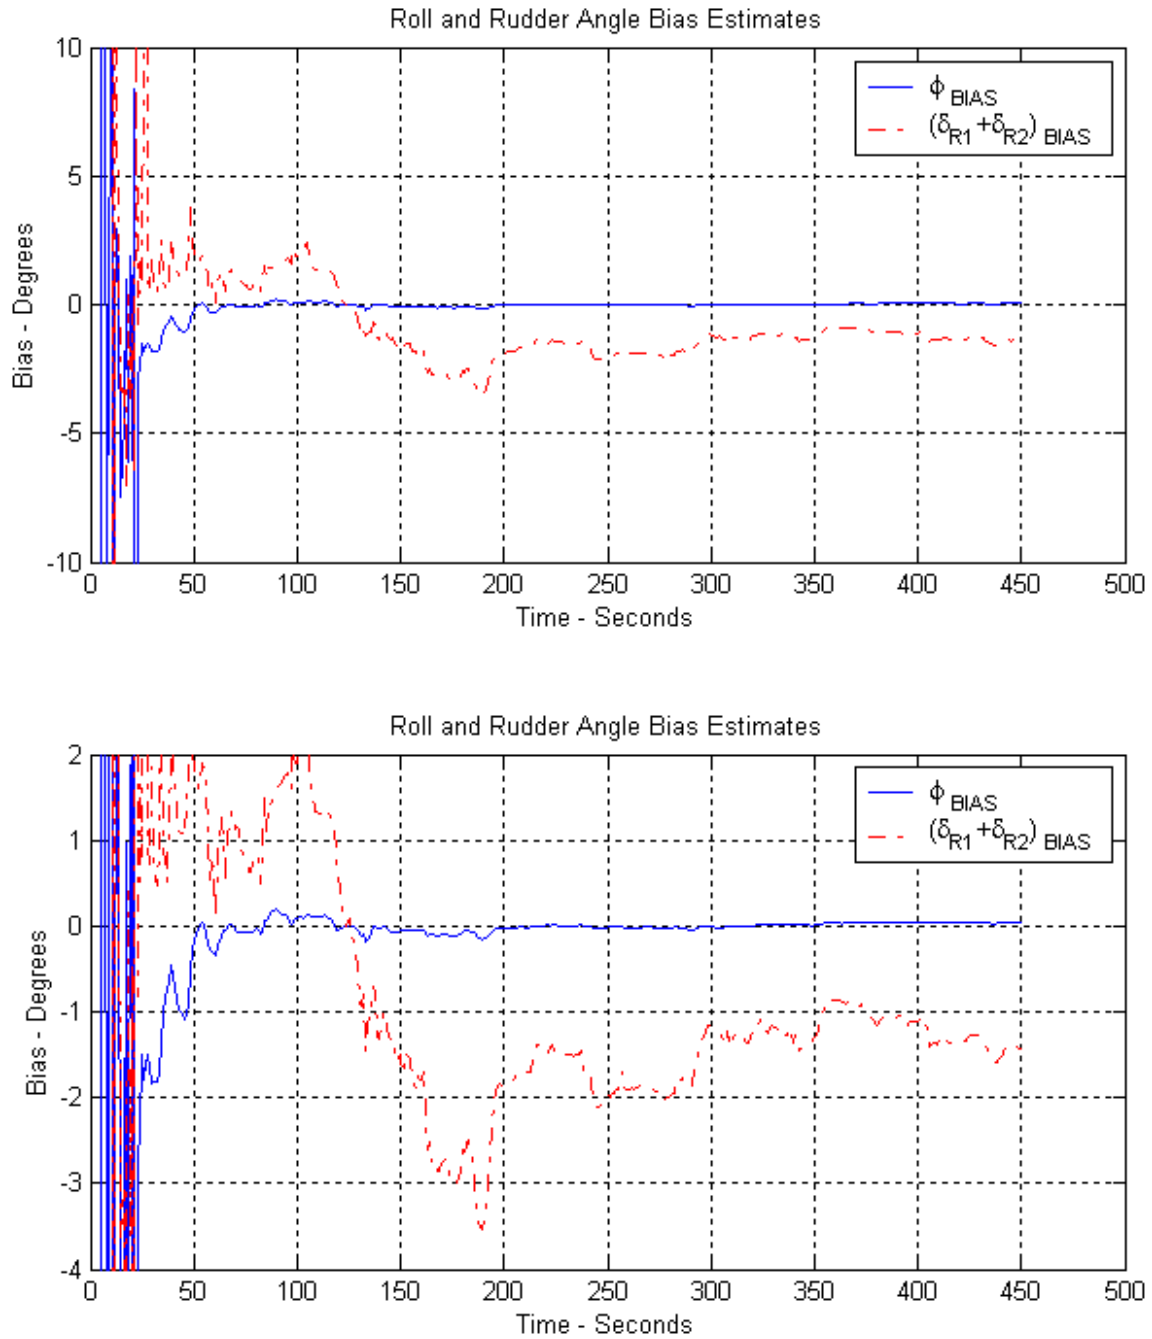 Roll and Rudder Angle Bias Estimates
10
5
0
-5
-10
Bias - Degrees
ϕ BIAS
(δR1+δR2) BIAS
0 50 100 150 200 250 300 350 400 450 500
Time - Seconds
Roll and Rudder Angle Bias Estimates
2
1
0
-1
-2
-3
-4
Bias - Degrees
ϕ BIAS
(δR1+δR2) BIAS
0 50 100 150 200 250 300 350 400 450 500
Time - Seconds